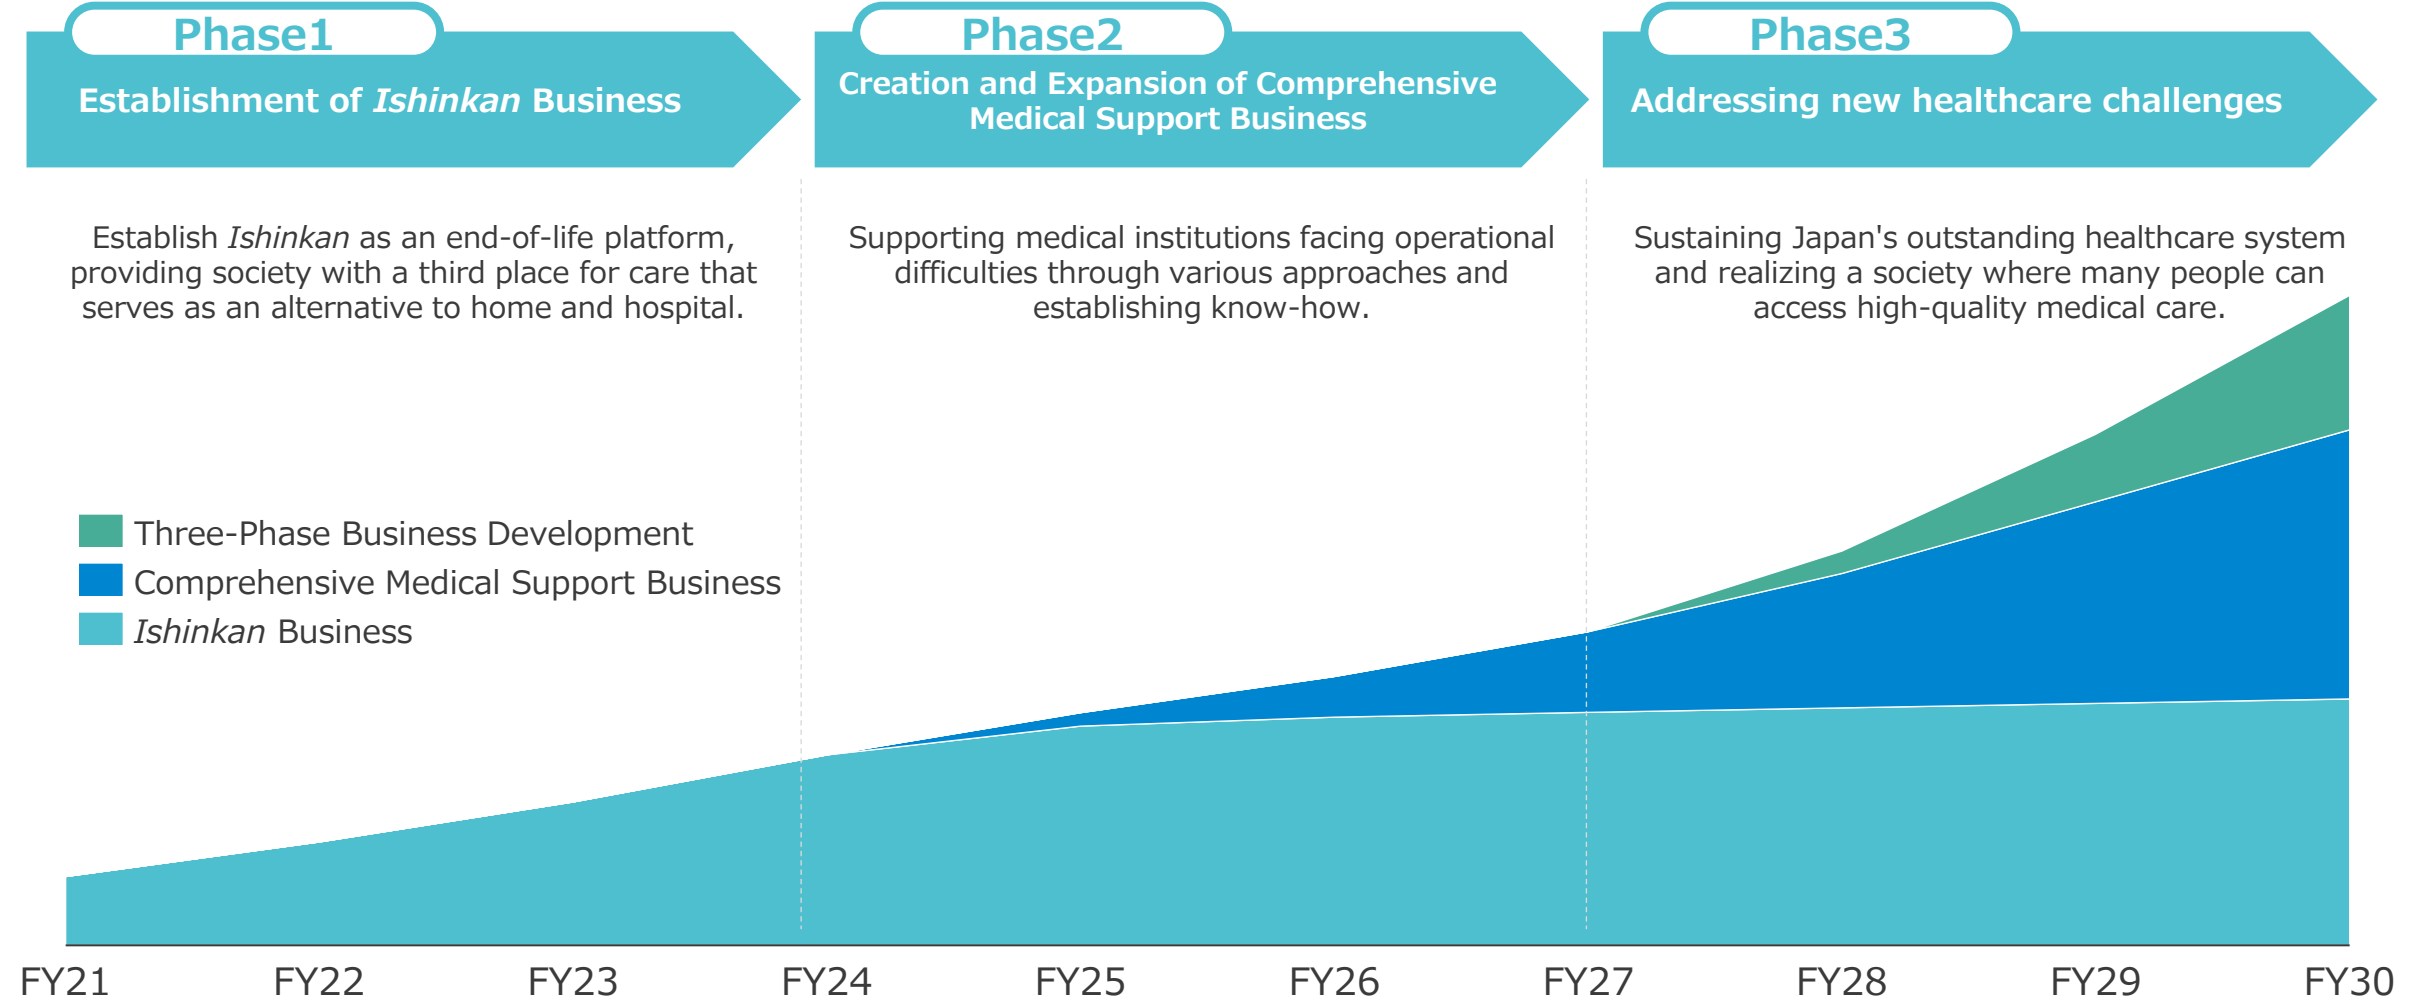 Phase1
Establishment of Ishinkan Business
Establish Ishinkan as an end-of-life platform,
providing society with a third place for care that
serves as an alternative to home and hospital.
Phase2
Creation and Expansion of Comprehensive
Medical Support Business
Supporting medical institutions facing operational
difficulties through various approaches and
establishing know-how.
Phase3
Addressing new healthcare challenges
Sustaining Japan's outstanding healthcare system
and realizing a society where many people can
access high-quality medical care.
Three-Phase Business Development
Comprehensive Medical Support Business
Ishinkan Business
FY21 FY22 FY23 FY24 FY25 FY26 FY27 FY28 FY29 FY30